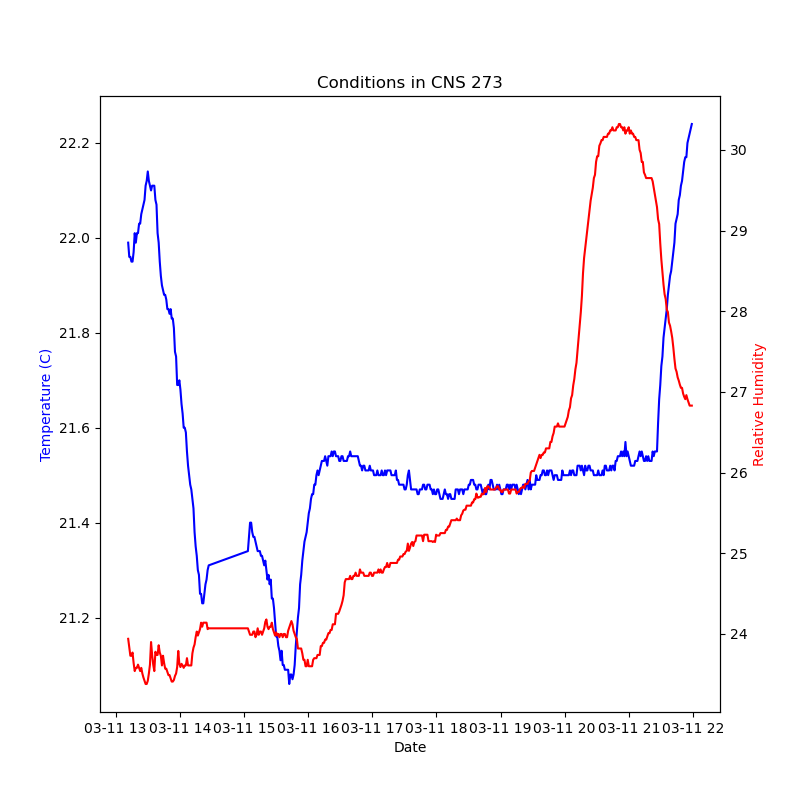 Conditions in CNS 273
22.2
22.0
21.8
21.6
21.4
21.2
Temperature (C)
30
29
28
27
26
25
24
Relative Humidity
03-11 13 03-11 14 03-11 15 03-11 16 03-11 17 03-11 18 03-11 19 03-11 20 03-11 21 03-11 22
Date